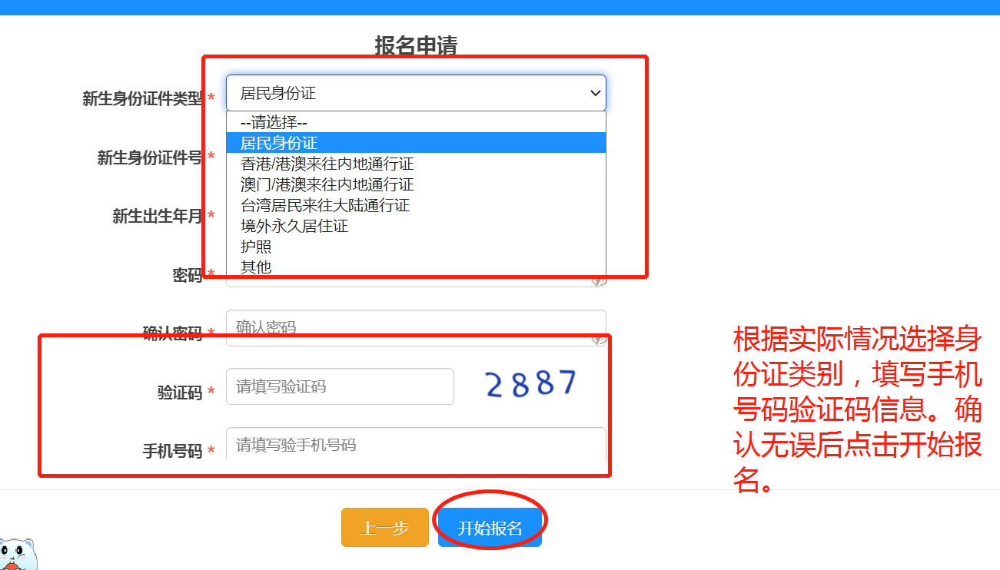 报名申请
新生身份证件类型 *
居民身份证
--请选择--
居民身份证
香港/港澳来往内地通行证
澳门/港澳来往内地通行证
台湾居民来往大陆通行证
境外永久居住证
护照
其他
新生身份证件号 *
新生出生年月 *
密码 *
确认密码 *
确认密码
验证码 *
请填写验证码
2887
手机号码 *
请填写验手机号码
根据实际情况选择身
份证类别，填写手机
号码验证码信息。确
认无误后点击开始报
名。
上一步
开始报名